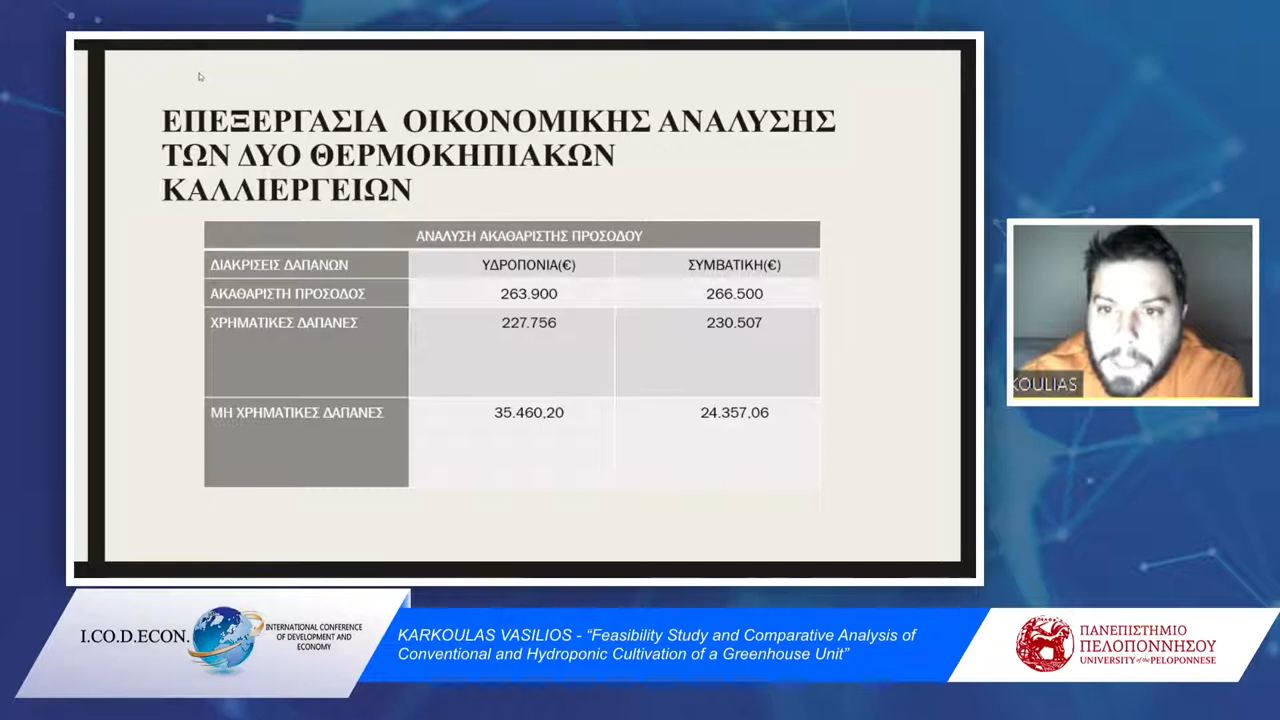 ΕΠΕΞΕΡΓΑΣΙΑ ΟΙΚΟΝΟΜΙΚΗΣ ΑΝΑΛΥΣΗΣ
ΤΩΝ ΔΥΟ ΘΕΡΜΟΚΗΠΙΑΚΩΝ
ΚΑΛΛΙΕΡΓΕΙΩΝ
ΑΝΑΛΥΣΗ ΑΚΑΘΑΡΙΣΤΗΣ ΠΡΟΣΟΔΟΥ
ΔΙΑΚΡΙΣΕΙΣ ΔΑΠΑΝΩΝ ΥΔΡΟΠΟΝΙΑ(€) ΣΥΜΒΑΤΙΚΗ(€)
ΑΚΑΘΑΡΙΣΤΗ ΠΡΟΣΟΔΟΣ 263.900 266.500
ΧΡΗΜΑΤΙΚΕΣ ΔΑΠΑΝΕΣ 227.756 230.507
ΜΗ ΧΡΗΜΑΤΙΚΕΣ ΔΑΠΑΝΕΣ 35.460,20 24.357,06
KOULIAS
I.CO.D.ECON.
INTERNATIONAL CONFERENCE
OF DEVELOPMENT AND
ECONOMY
KARKOULAS VASILIOS - “Feasibility Study and Comparative Analysis of
Conventional and Hydroponic Cultivation of a Greenhouse Unit”
ΠΑΝΕΠΙΣΤΗΜΙΟ
ΠΕΛΟΠΟΝΝΗΣΟΥ
UNIVERSITY of the PELOPONNESE